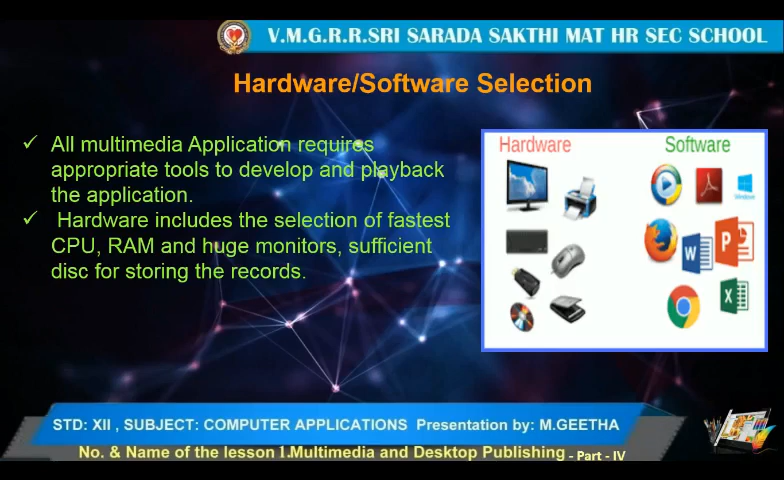 V.M.G.R.R.SRI SARADA SAKTHI MAT HR SEC SCHOOL
Hardware/Software Selection
✓ All multimedia Application requires
appropriate tools to develop and playback
the application.
✓ Hardware includes the selection of fastest
CPU, RAM and huge monitors, sufficient
disc for storing the records.
Hardware
Software
Windows
W
P
X
STD: XII , SUBJECT: COMPUTER APPLICATIONS Presentation by: M.GEETHA
No. & Name of the lesson 1.Multimedia and Desktop Publishing - Part - IV